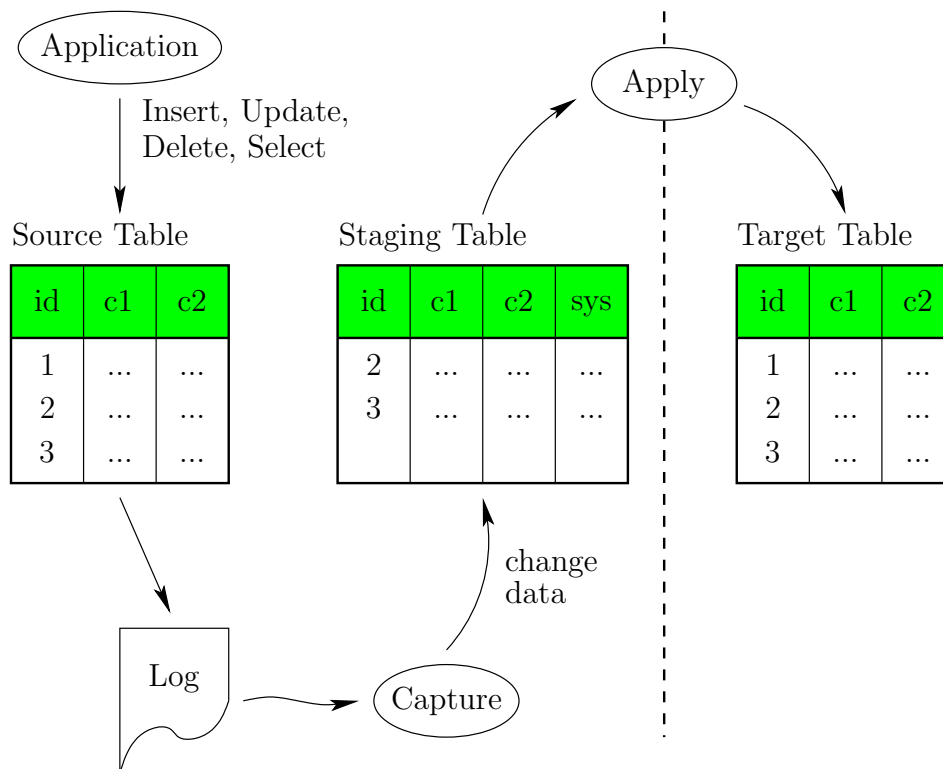 Application
Insert, Update,
Delete, Select
Apply
Source Table
id c1 c2
1 ... ...
2 ... ...
3 ... ...
Staging Table
id c1 c2 sys
2 ... ... ...
3 ... ... ...
Target Table
id c1 c2
1 ... ...
2 ... ...
3 ... ...
change
data
Log
Capture